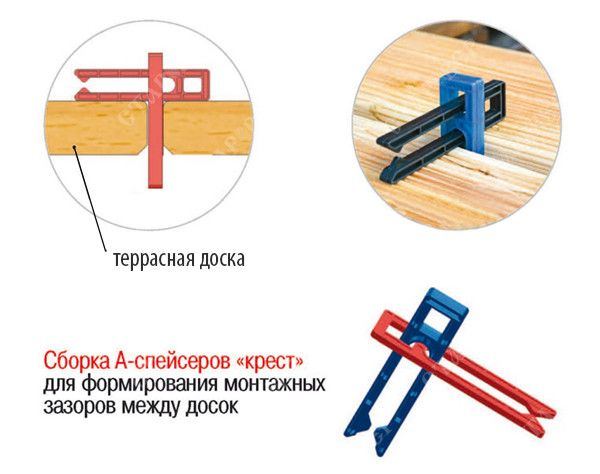 террасная доска
Сборка А-спейсеров «крест»
для формирования монтажных
зазоров между досок